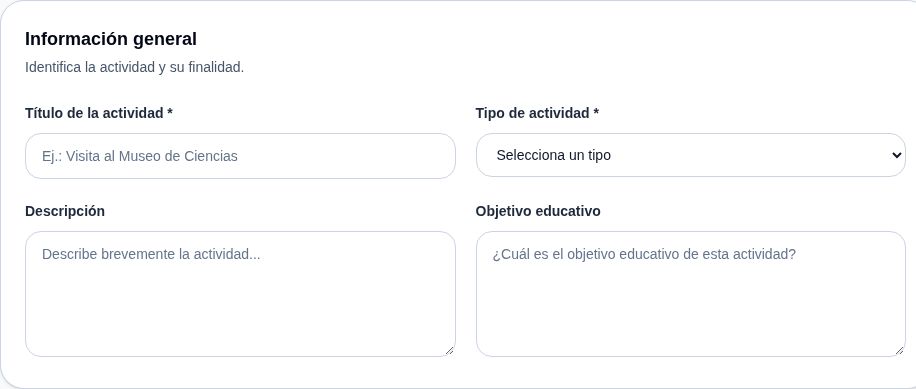 Información general
Identifica la actividad y su finalidad.
Título de la actividad *
Tipo de actividad *
Ej.: Visita al Museo de Ciencias
Selecciona un tipo
Descripción
Objetivo educativo
Describe brevemente la actividad...
¿Cuál es el objetivo educativo de esta actividad?